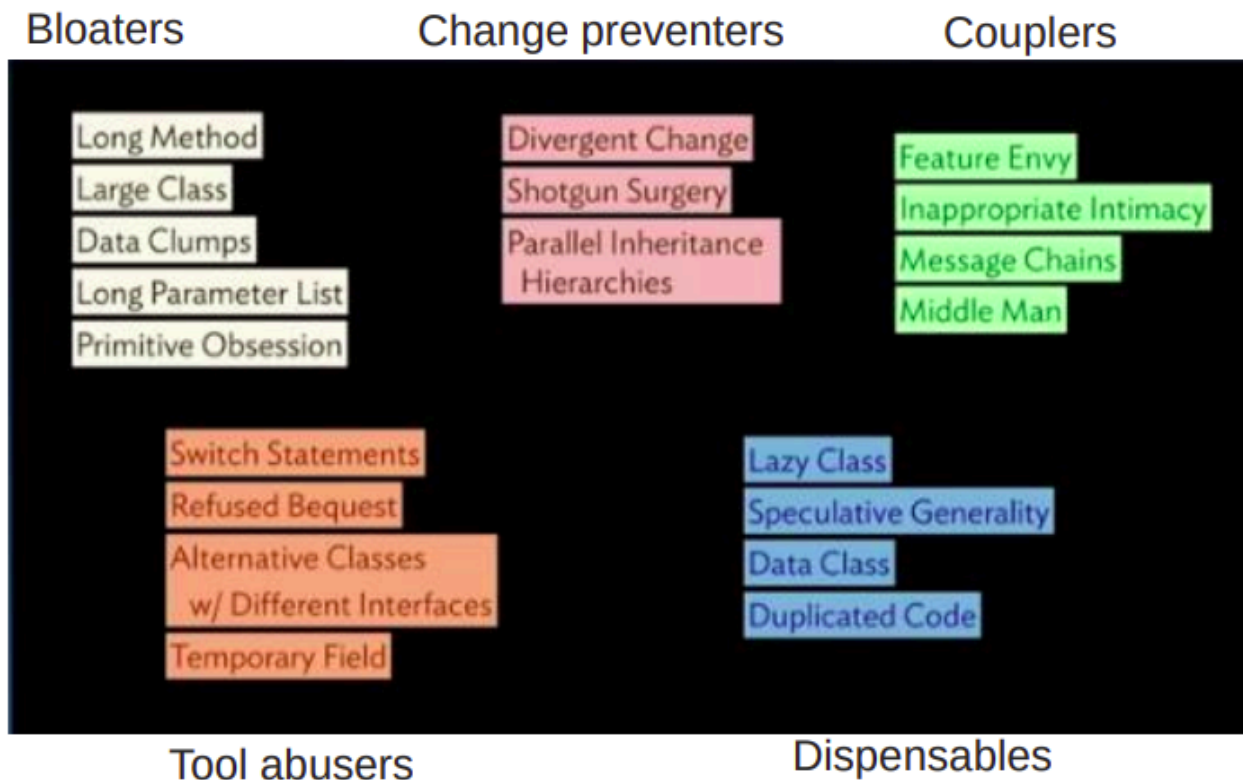 Bloaters
Change preventers
Couplers
Long Method
Large Class
Data Clumps
Long Parameter List
Primitive Obsession
Divergent Change
Shotgun Surgery
Parallel Inheritance
Hierarchies
Feature Envy
Inappropriate Intimacy
Message Chains
Middle Man
Switch Statements
Refused Bequest
Alternative Classes
w/ Different Interfaces
Temporary Field
Lazy Class
Speculative Generality
Data Class
Duplicated Code
Tool abusers
Dispensables